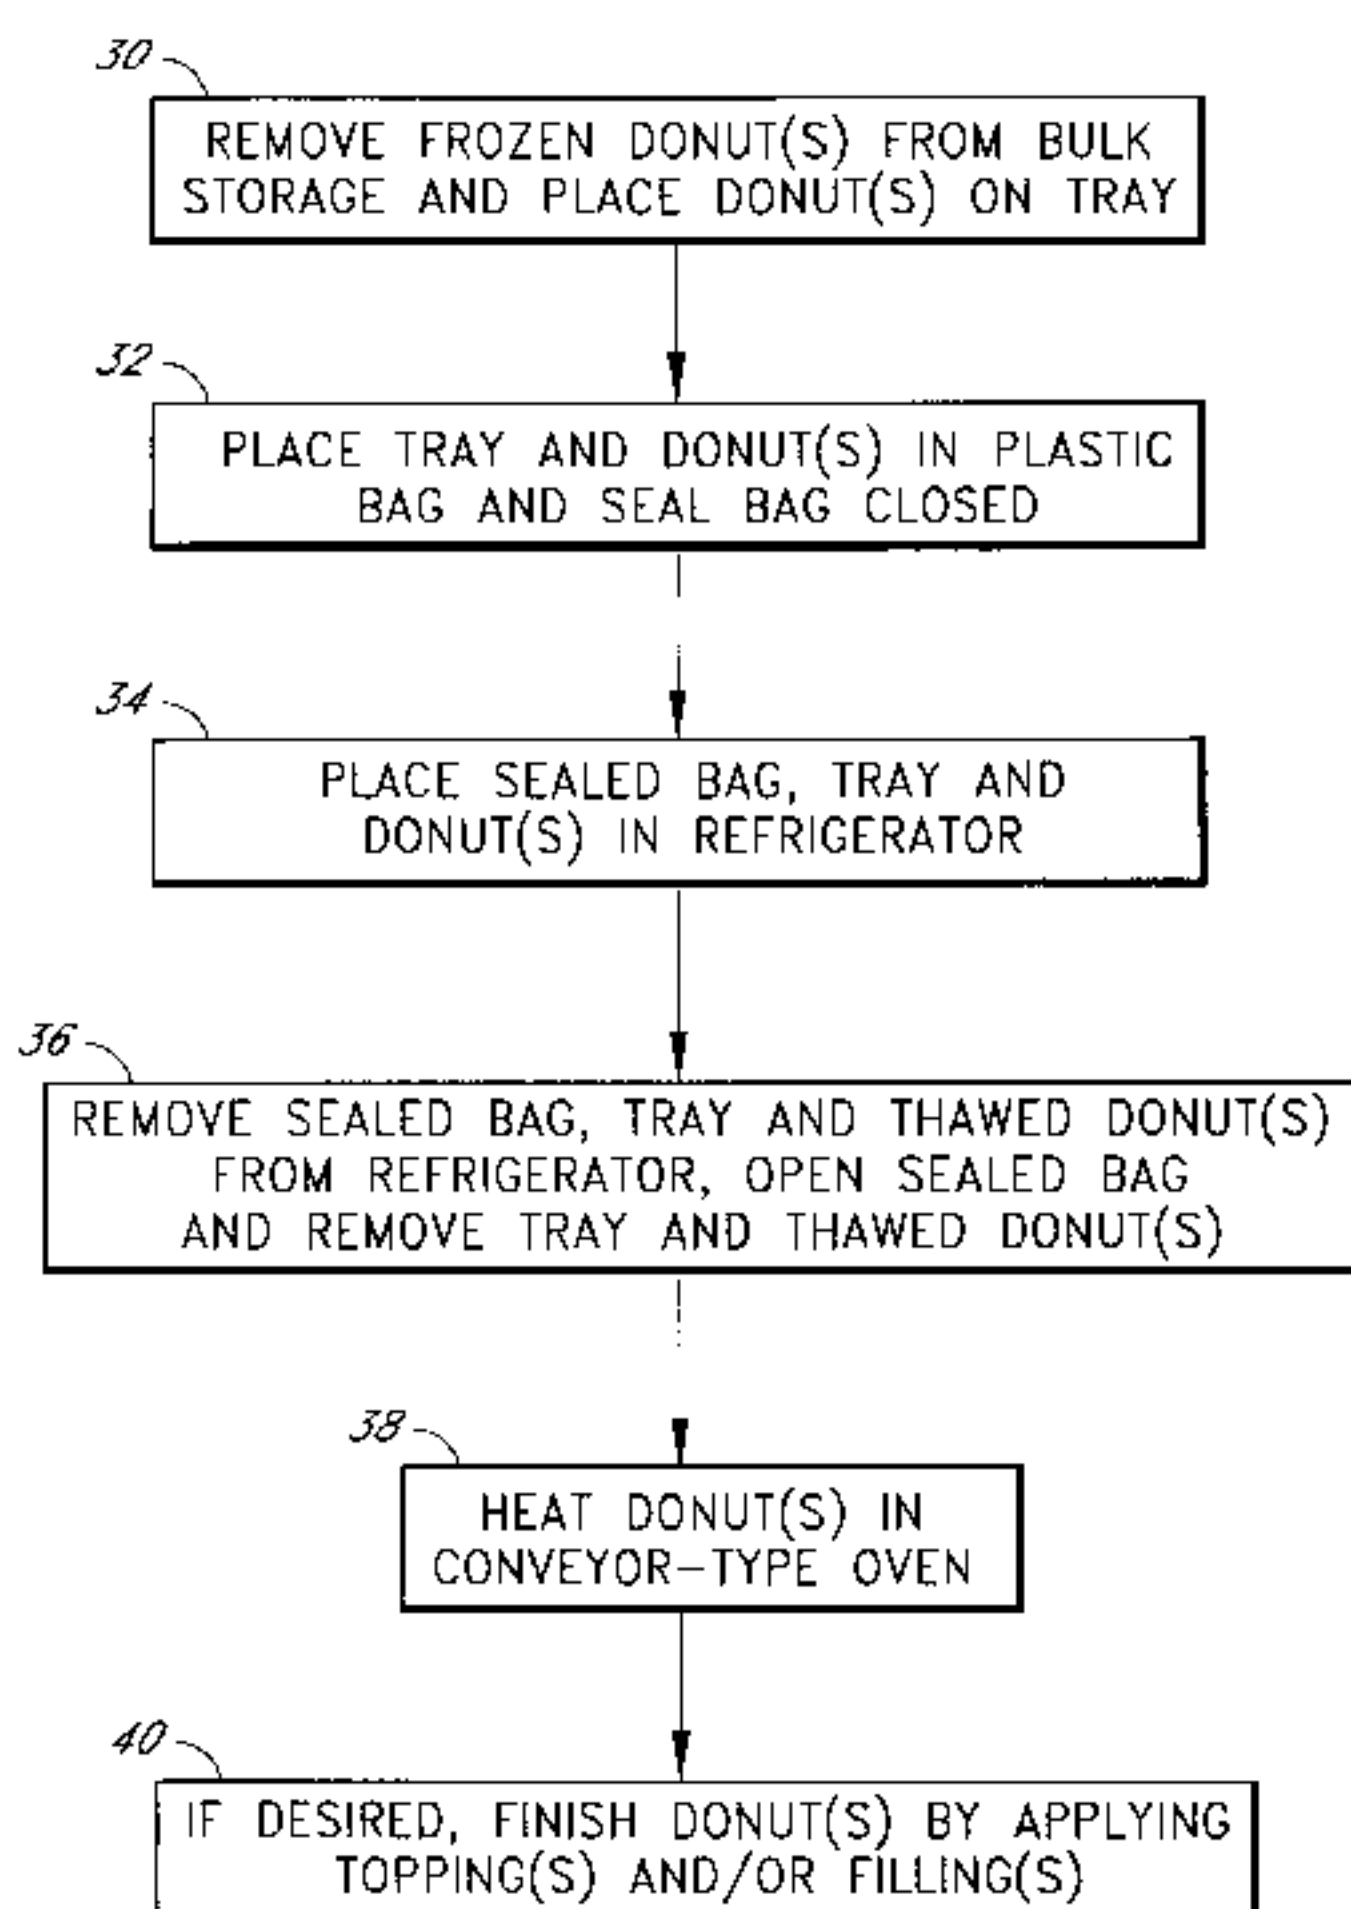 30
REMOVE FROZEN DONUT(S) FROM BULK
STORAGE AND PLACE DONUT(S) ON TRAY
32
PLACE TRAY AND DONUT(S) IN PLASTIC
BAG AND SEAL BAG CLOSED
34
PLACE SEALED BAG, TRAY AND
DONUT(S) IN REFRIGERATOR
36
REMOVE SEALED BAG, TRAY AND THAWED DONUT(S)
FROM REFRIGERATOR, OPEN SEALED BAG
AND REMOVE TRAY AND THAWED DONUT(S)
38
HEAT DONUT(S) IN
CONVEYOR-TYPE OVEN
40
IF DESIRED, FINISH DONUT(S) BY APPLYING
TOPPING(S) AND/OR FILLING(S)